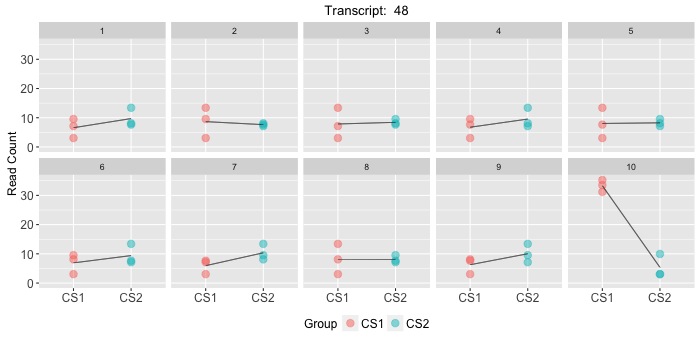 Transcript: 48
1 2 3 4 5
30
20
10
0
6 7 8 9 10
30
20
10
0
Read Count
CS1 CS2 CS1 CS2 CS1 CS2 CS1 CS2 CS1 CS2
Group CS1 CS2